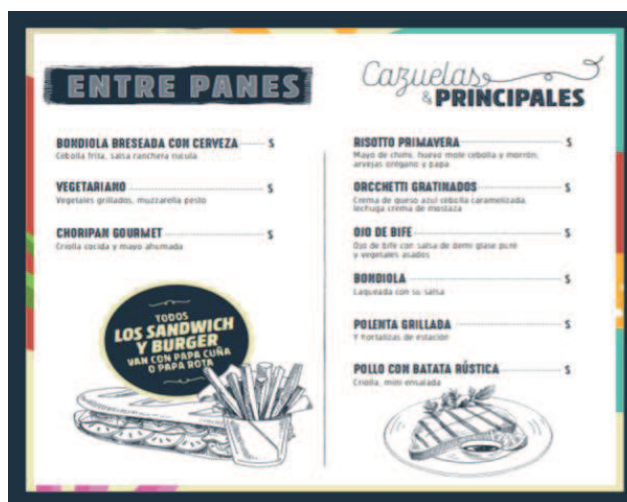 ENTRE PANES
BONDIOLA BRESEADA CON CERVEZA $
Cebolla frita, salsa ranchera rucula
VEGETARIANO $
Vegetales grillados, muzzarella pesto
CHORIPAN GOURMET $
Criolla cocida y mayo ahumada
TODOS
LOS SANDWICH
Y BURGER
VAN CON PAPA CUÑA
O PAPA ROTA
Cazuelas
& PRINCIPALES
RISOTTO PRIMAVERA $
Mayo de chimi, huevo mole cebolla y morrón,
arvejas orégano y papa
ORCCHETTI GRATINADOS $
Crema de queso azul cebolla caramelizada,
lechuga crema de mostaza
OJO DE BIFE $
Ojo de bife con salsa de demi glase puré
y vegetales asados
BONDIOLA $
Laqueada con su salsa
POLENTA GRILLADA $
Y hortalizas de estación
POLLO CON BATATA RÚSTICA $
Criolla, mini ensalada